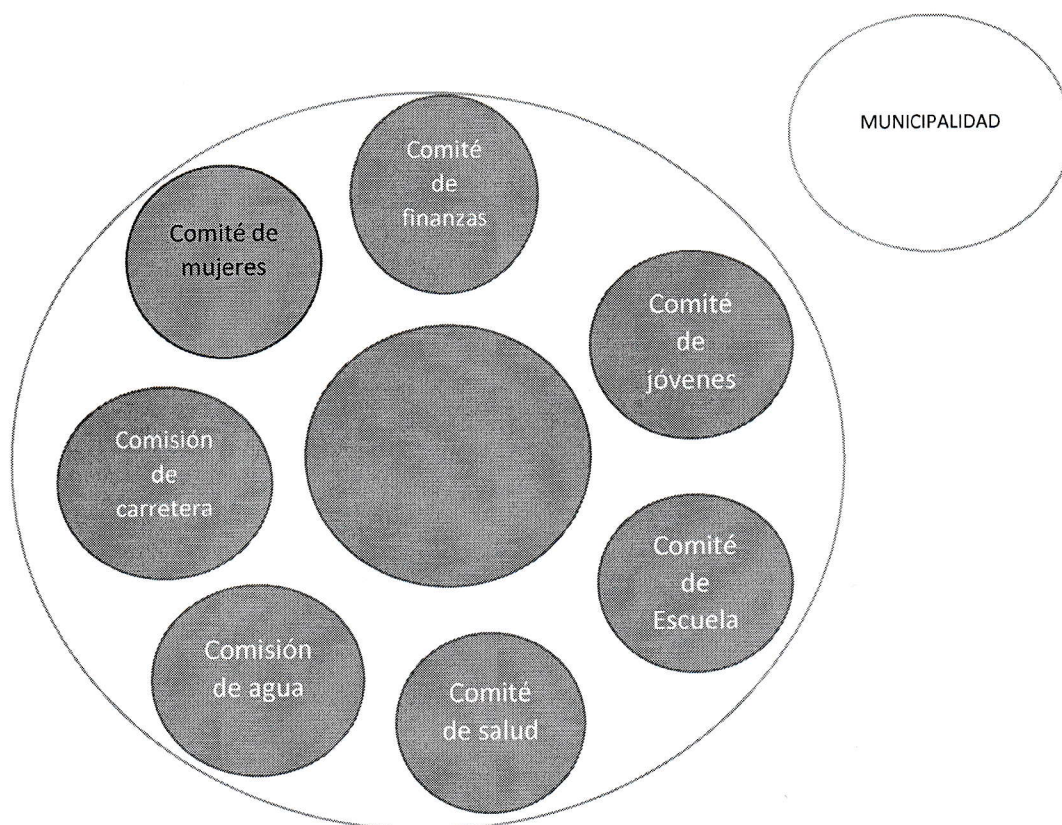 MUNICIPALIDAD
Comité
de
finanzas
Comité de
mujeres
Comité
de
jóvenes
Comisión
de
carretera
Comité
de
Escuela
Comisión
de agua
Comité
de salud